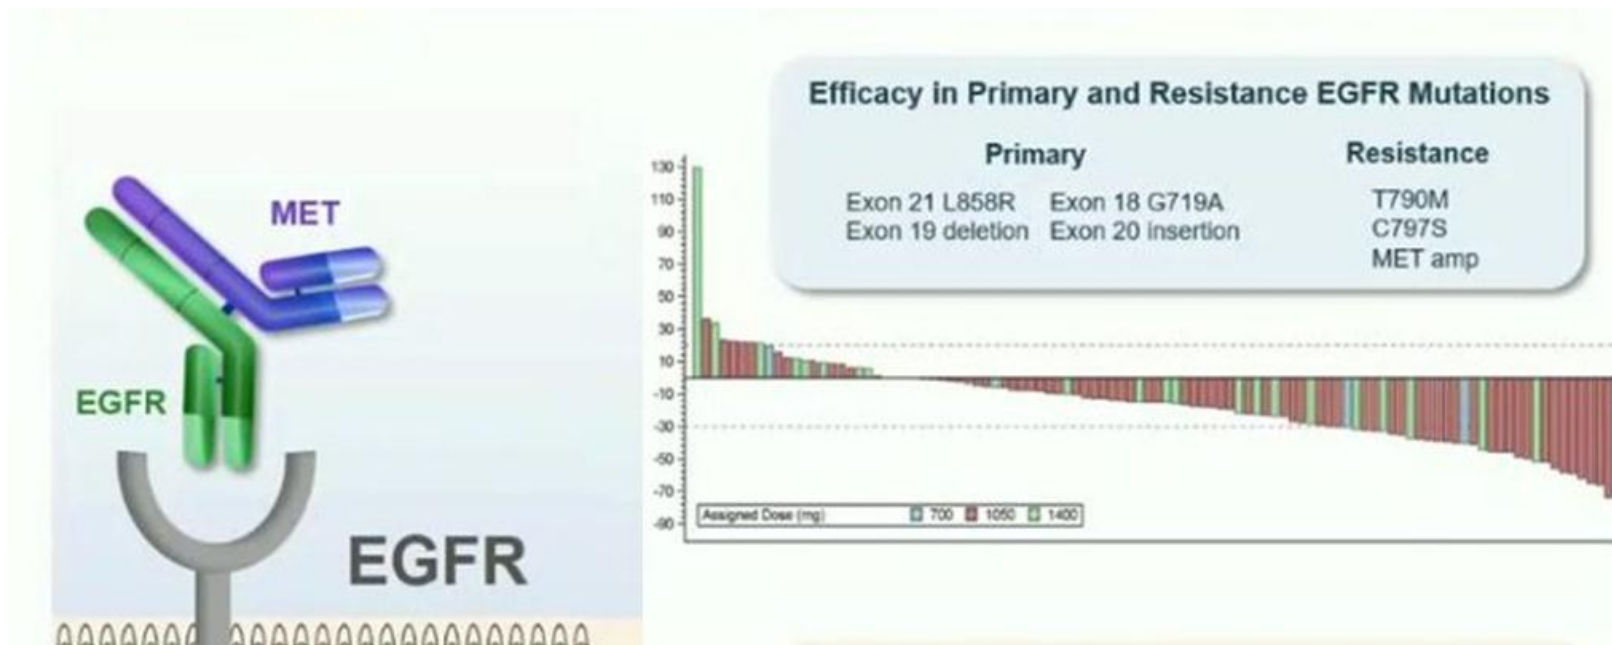 MET
EGFR
EGFR
Efficacy in Primary and Resistance EGFR Mutations
Primary
Resistance
Exon 21 L858R Exon 18 G719A
Exon 19 deletion Exon 20 insertion
T790M
C797S
MET amp
130
110
90
70
50
30
10
-10
-30
-50
-70
-90
Assigned Dose (mg) 700 1050 1400